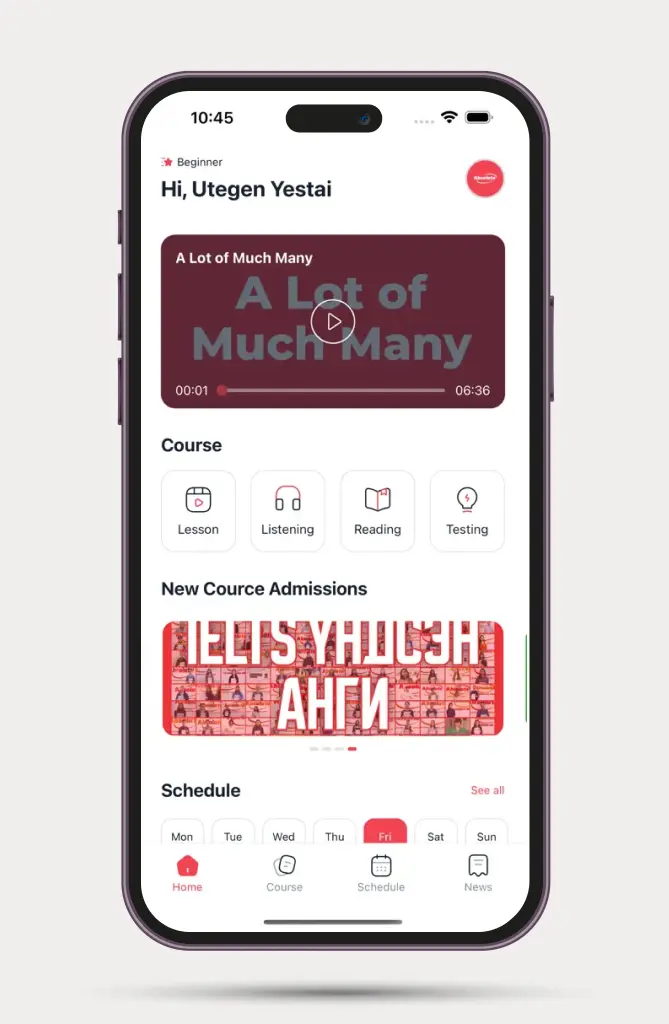 10:45
Beginner
Hi, Utegen Yestai
Absolute
A Lot of Much Many
A Lot of
Much Many
00:01
06:36
Course
Lesson
Listening
Reading
Testing
New Cource Admissions
IELTS ҮНДСЭН
АНГИ
Schedule
See all
Mon
Tue
Wed
Thu
Fri
Sat
Sun
Home
Course
Schedule
News